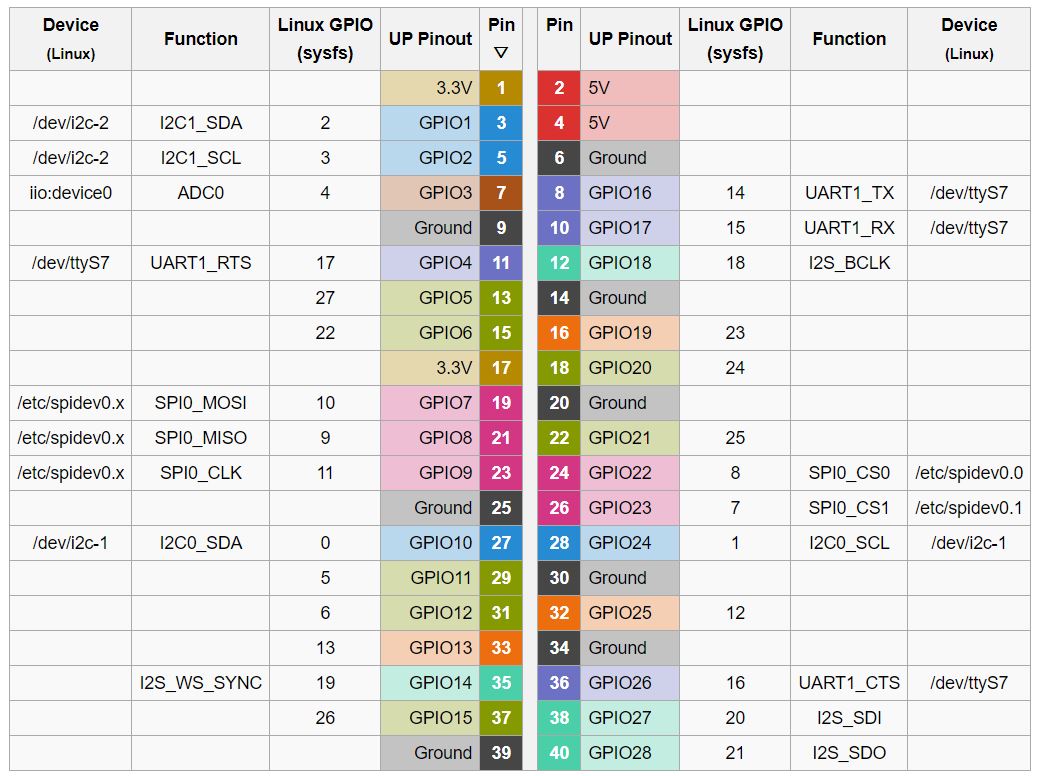 Device (Linux) Function Linux GPIO (sysfs) UP Pinout Pin ▽ Pin UP Pinout Linux GPIO (sysfs) Function Device (Linux)
3.3V 1 2 5V
/dev/i2c-2 I2C1_SDA 2 GPIO1 3 4 5V
/dev/i2c-2 I2C1_SCL 3 GPIO2 5 6 Ground
iio:device0 ADC0 4 GPIO3 7 8 GPIO16 14 UART1_TX /dev/ttyS7
Ground 9 10 GPIO17 15 UART1_RX /dev/ttyS7
/dev/ttyS7 UART1_RTS 17 GPIO4 11 12 GPIO18 18 I2S_BCLK
27 GPIO5 13 14 Ground
22 GPIO6 15 16 GPIO19 23
3.3V 17 18 GPIO20 24
/etc/spidev0.x SPI0_MOSI 10 GPIO7 19 20 Ground
/etc/spidev0.x SPI0_MISO 9 GPIO8 21 22 GPIO21 25
/etc/spidev0.x SPI0_CLK 11 GPIO9 23 24 GPIO22 8 SPI0_CS0 /etc/spidev0.0
Ground 25 26 GPIO23 7 SPI0_CS1 /etc/spidev0.1
/dev/i2c-1 I2C0_SDA 0 GPIO10 27 28 GPIO24 1 I2C0_SCL /dev/i2c-1
5 GPIO11 29 30 Ground
6 GPIO12 31 32 GPIO25 12
13 GPIO13 33 34 Ground
I2S_WS_SYNC 19 GPIO14 35 36 GPIO26 16 UART1_CTS /dev/ttyS7
26 GPIO15 37 38 GPIO27 20 I2S_SDI
Ground 39 40 GPIO28 21 I2S_SDO